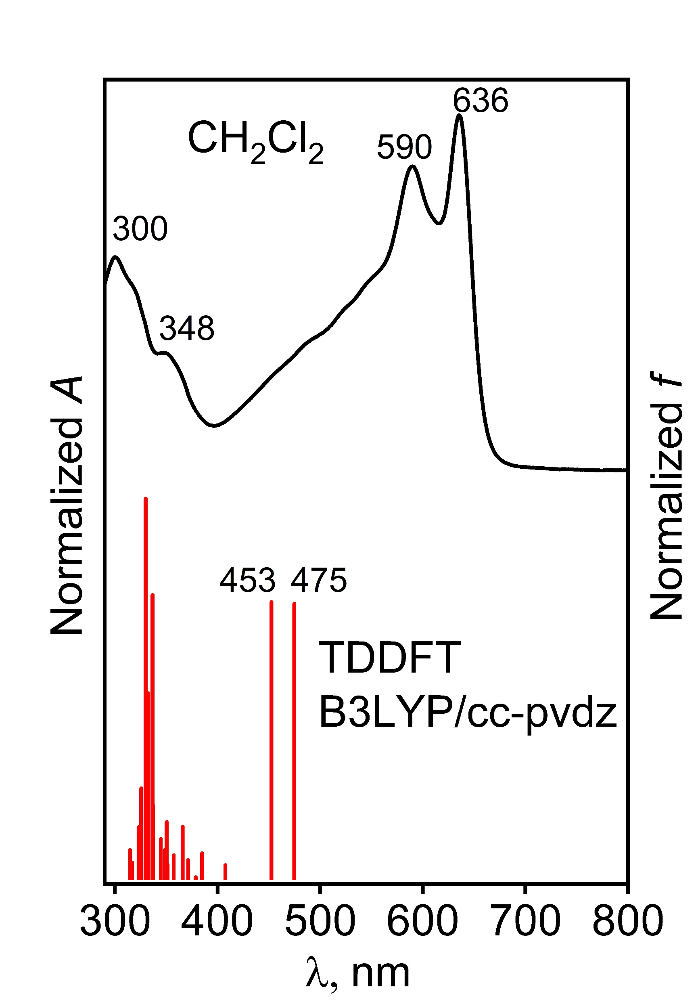 636
CH₂Cl₂
590
300
348
Normalized A
Normalized f
453 475
TDDFT
B3LYP/cc-pvdz
300 400 500 600 700 800
λ, nm